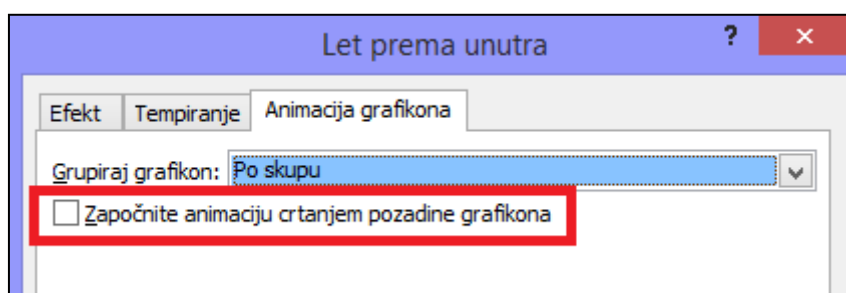 Let prema unutra ? ×
Efekt Tempiranje Animacija grafikona
Grupiraj grafikon: Po skupu
Započnite animaciju crtanjem pozadine grafikona